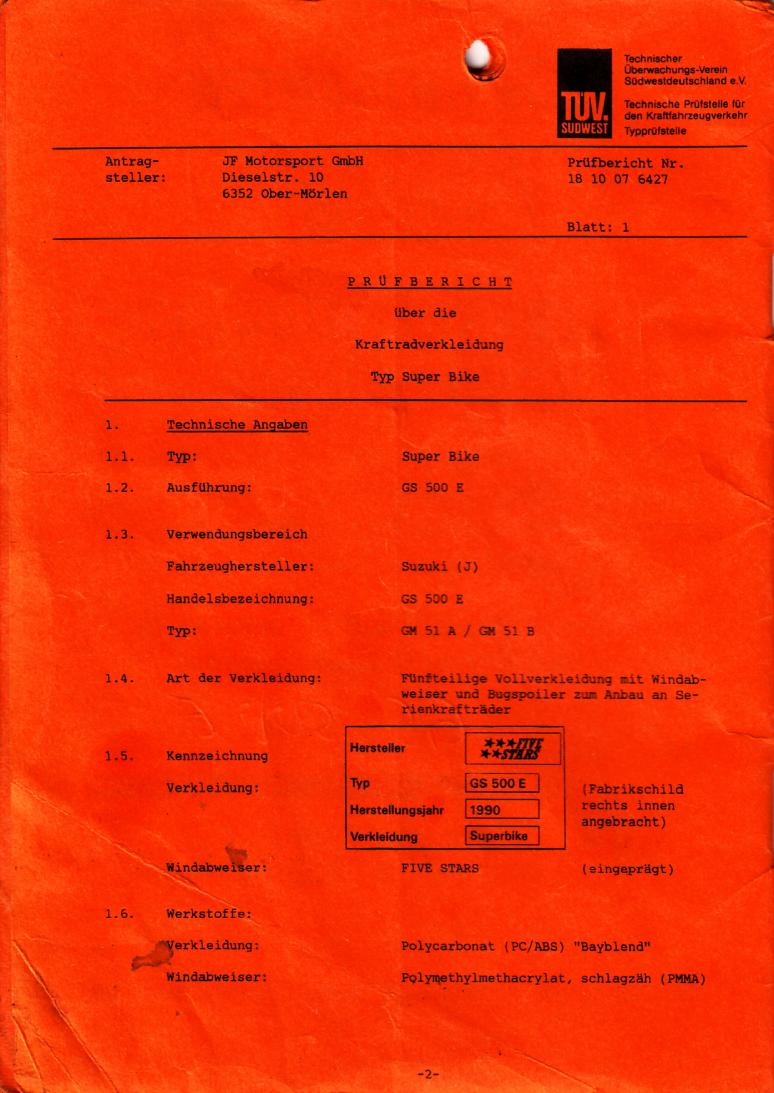 Technischer
Überwachungs-Verein
Südwestdeutschland e.V.
Technische Prüfstelle für
den Kraftfahrzeugverkehr
Typprüfstelle
TÜV.
SÜDWEST
Antrag-
steller:
JF Motorsport GmbH
Dieselstr. 10
6352 Ober-Mörlen
Prüfbericht Nr.
18 10 07 6427
Blatt: 1
P R Ü F B E R I C H T
über die
Kraftradverkleidung
Typ Super Bike
1. Technische Angaben
1.1. Typ: Super Bike
1.2. Ausführung: GS 500 E
1.3. Verwendungsbereich
Fahrzeughersteller: Suzuki (J)
Handelsbezeichnung: GS 500 E
Typ: GM 51 A / GM 51 B
1.4. Art der Verkleidung: Fünfteilige Vollverkleidung mit Windab-
weiser und Bugspoiler zum Anbau an Se-
rienkrafträder
1.5. Kennzeichnung
Verkleidung:
Hersteller ★★★FIVE
★★STARS
Typ GS 500 E
Herstellungsjahr 1990
Verkleidung Superbike
(Fabrikschild
rechts innen
angebracht)
Windabweiser: FIVE STARS (eingeprägt)
1.6. Werkstoffe:
Verkleidung: Polycarbonat (PC/ABS) "Bayblend"
Windabweiser: Polymethylmethacrylat, schlagzäh (PMMA)
-2-